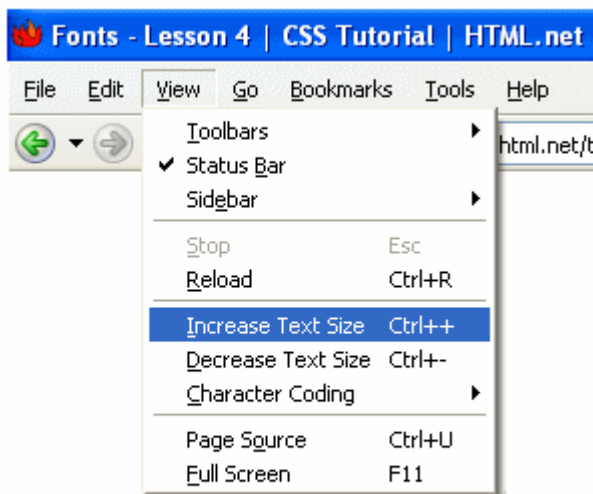 Fonts - Lesson 4 | CSS Tutorial | HTML.net
File Edit View Go Bookmarks Tools Help
html.net/t
Toolbars
Status Bar
Sidebar
Stop Esc
Reload Ctrl+R
Increase Text Size Ctrl++
Decrease Text Size Ctrl+-
Character Coding
Page Source Ctrl+U
Full Screen F11